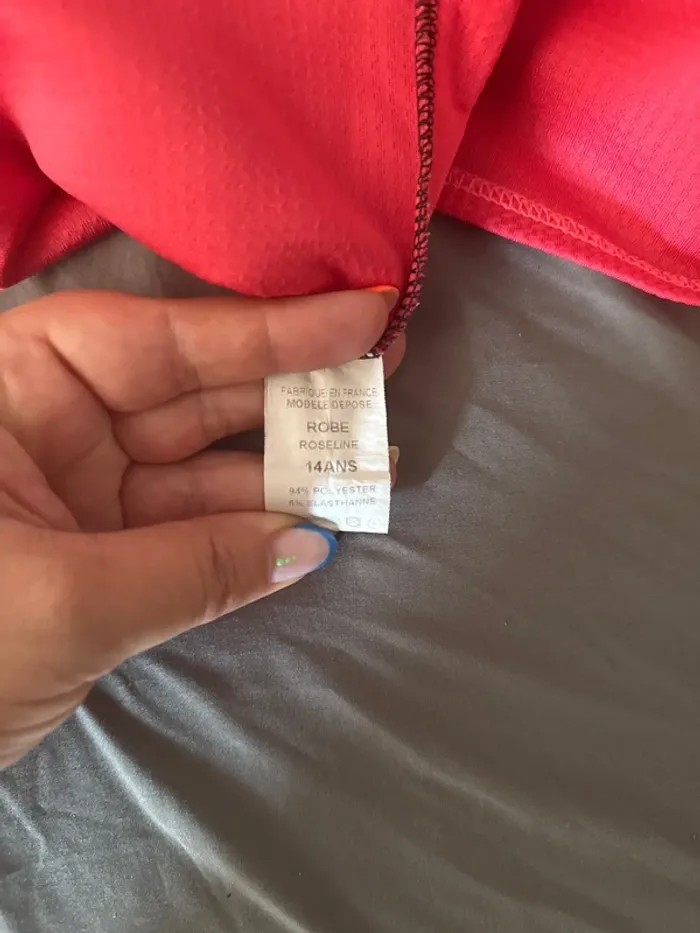 FABRIQUE EN FRANCE
MODELE DEPOSE
ROBE
ROSELINE
14ANS
94% POLYESTER
6% ELASTHANNE